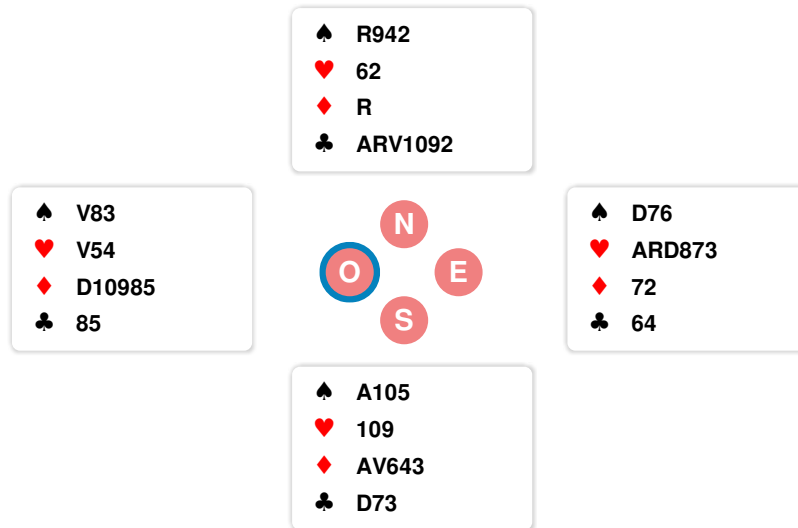 ♠ R942
♥ 62
♦ R
♣ ARV1092
♠ V83
♥ V54
♦ D10985
♣ 85
N
O
E
S
♠ D76
♥ ARD873
♦ 72
♣ 64
♠ A105
♥ 109
♦ AV643
♣ D73